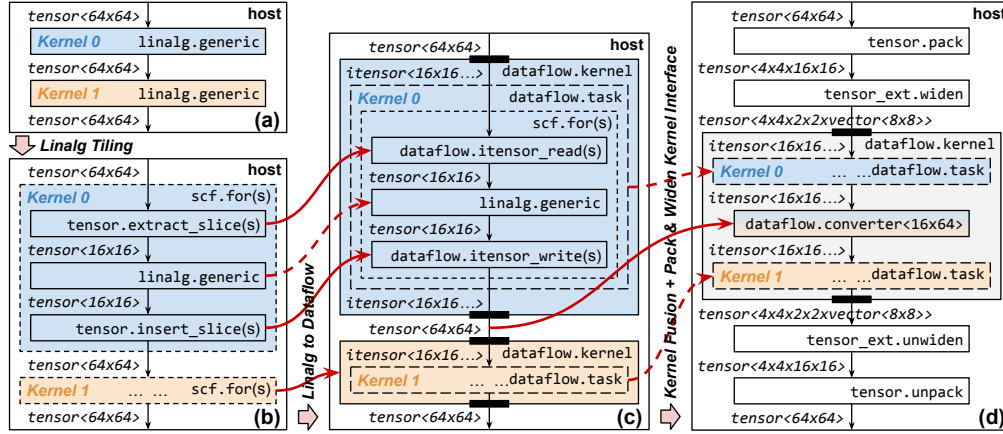 tensor<64x64>
host
Kernel 0
linalg.generic
tensor<64x64>
Kernel 1
linalg.generic
tensor<64x64>
(a)
Linalg Tiling
tensor<64x64>
host
Kernel 0
scf.for(s)
tensor.extract_slice(s)
tensor<16x16>
linalg.generic
tensor<16x16>
tensor.insert_slice(s)
tensor<64x64>
Kernel 1
... ...
scf.for(s)
tensor<64x64>
(b)
Linalg to Dataflow
tensor<64x64>
host
itensor<16x16...>
dataflow.kernel
Kernel 0
dataflow.task
scf.for(s)
dataflow.itensor_read(s)
tensor<16x16>
linalg.generic
tensor<16x16>
dataflow.itensor_write(s)
itensor<16x16...>
tensor<64x64>
itensor<16x16...>
dataflow.kernel
Kernel 1
... ...dataflow.task
itensor<16x16...>
tensor<64x64>
(c)
Kernel Fusion + Pack & Widen Kernel Interface
tensor<64x64>
host
tensor.pack
tensor<4x4x16x16>
tensor_ext.widen
tensor<4x4x2x2xvector<8x8>>
itensor<16x16...>
dataflow.kernel
Kernel 0
... ...dataflow.task
itensor<16x16...>
dataflow.converter<16x64>
itensor<16x16...>
Kernel 1
... ...dataflow.task
itensor<16x16...>
tensor<4x4x2x2xvector<8x8>>
tensor_ext.unwiden
tensor<4x4x16x16>
tensor.unpack
tensor<64x64>
(d)